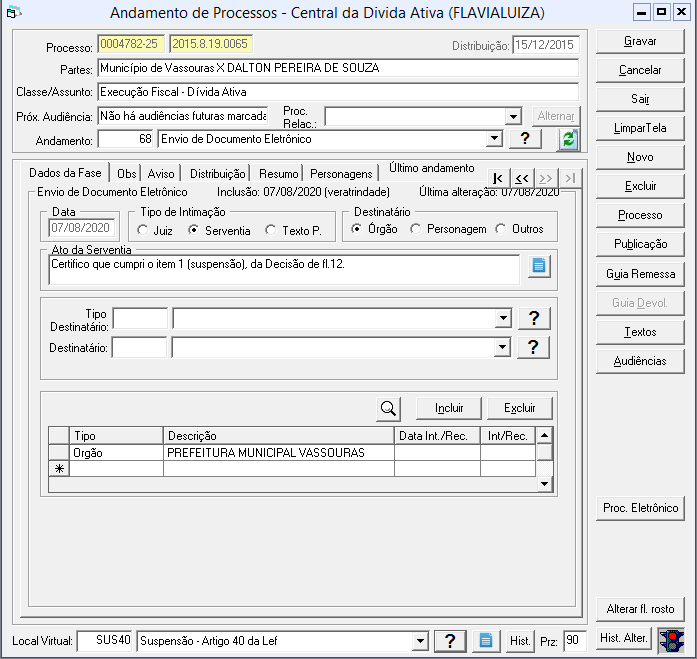 Andamento de Processos - Central da Divida Ativa (FLAVIALUIZA)
Processo: 0004782-25 2015.8.19.0065 Distribuição: 15/12/2015
Partes: Município de Vassouras X DALTON PEREIRA DE SOUZA
Classe/Assunto: Execução Fiscal - Dívida Ativa
Próx. Audiência: Não há audiências futuras marcada Proc. Relac.: Alternar
Andamento: 68 Envio de Documento Eletrônico ?
Gravar
Cancelar
Sair
LimparTela
Novo
Excluir
Processo
Publicação
Guia Remessa
Guia Devol.
Textos
Audiências
Proc. Eletrônico
Alterar fl. rosto
Hist. Alter.
Dados da Fase Obs Aviso Distribuição Resumo Personagens Último andamento |< << >> >|
Envio de Documento Eletrônico Inclusão: 07/08/2020 (veratrindade) Última alteração: 07/08/2020
Data Tipo de Intimação Destinatário
07/08/2020 Juiz Serventia Texto P. Órgão Personagem Outros
Ato da Serventia
Certifico que cumpri o item 1 (suspensão), da Decisão de fl.12.
Tipo
Destinatário: ?
Destinatário: ?
Incluir Excluir
Tipo Descrição Data Int./Rec. Int/Rec.
Orgão PREFEITURA MUNICIPAL VASSOURAS
*
Local Virtual: SUS40 Suspensão - Artigo 40 da Lef ? Hist. Prz: 90